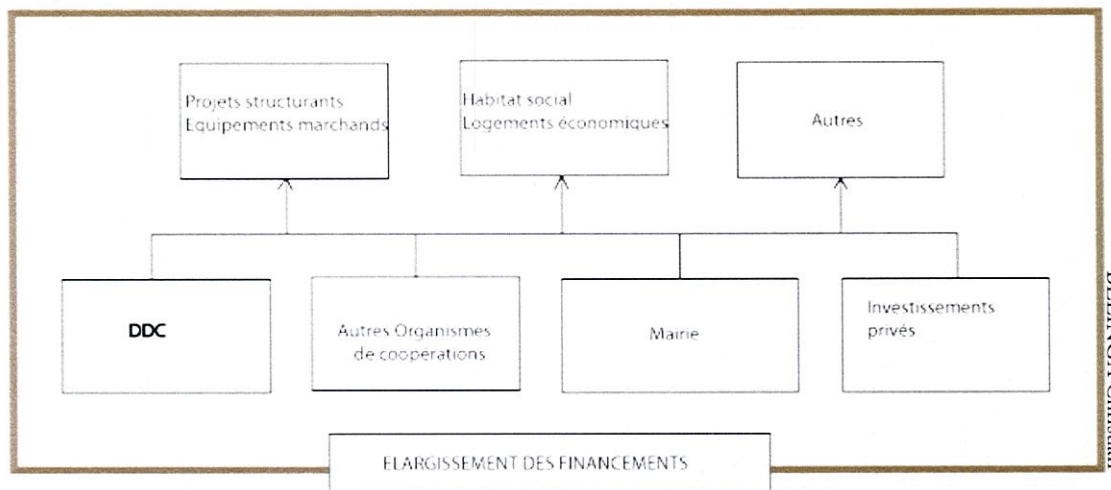 Projets structurants
Equipements marchands
Habitat social
Logements économiques
Autres
DDC
Autres Organismes
de coopérations
Mairie
Investissements
privés
ELARGISSEMENT DES FINANCEMENTS